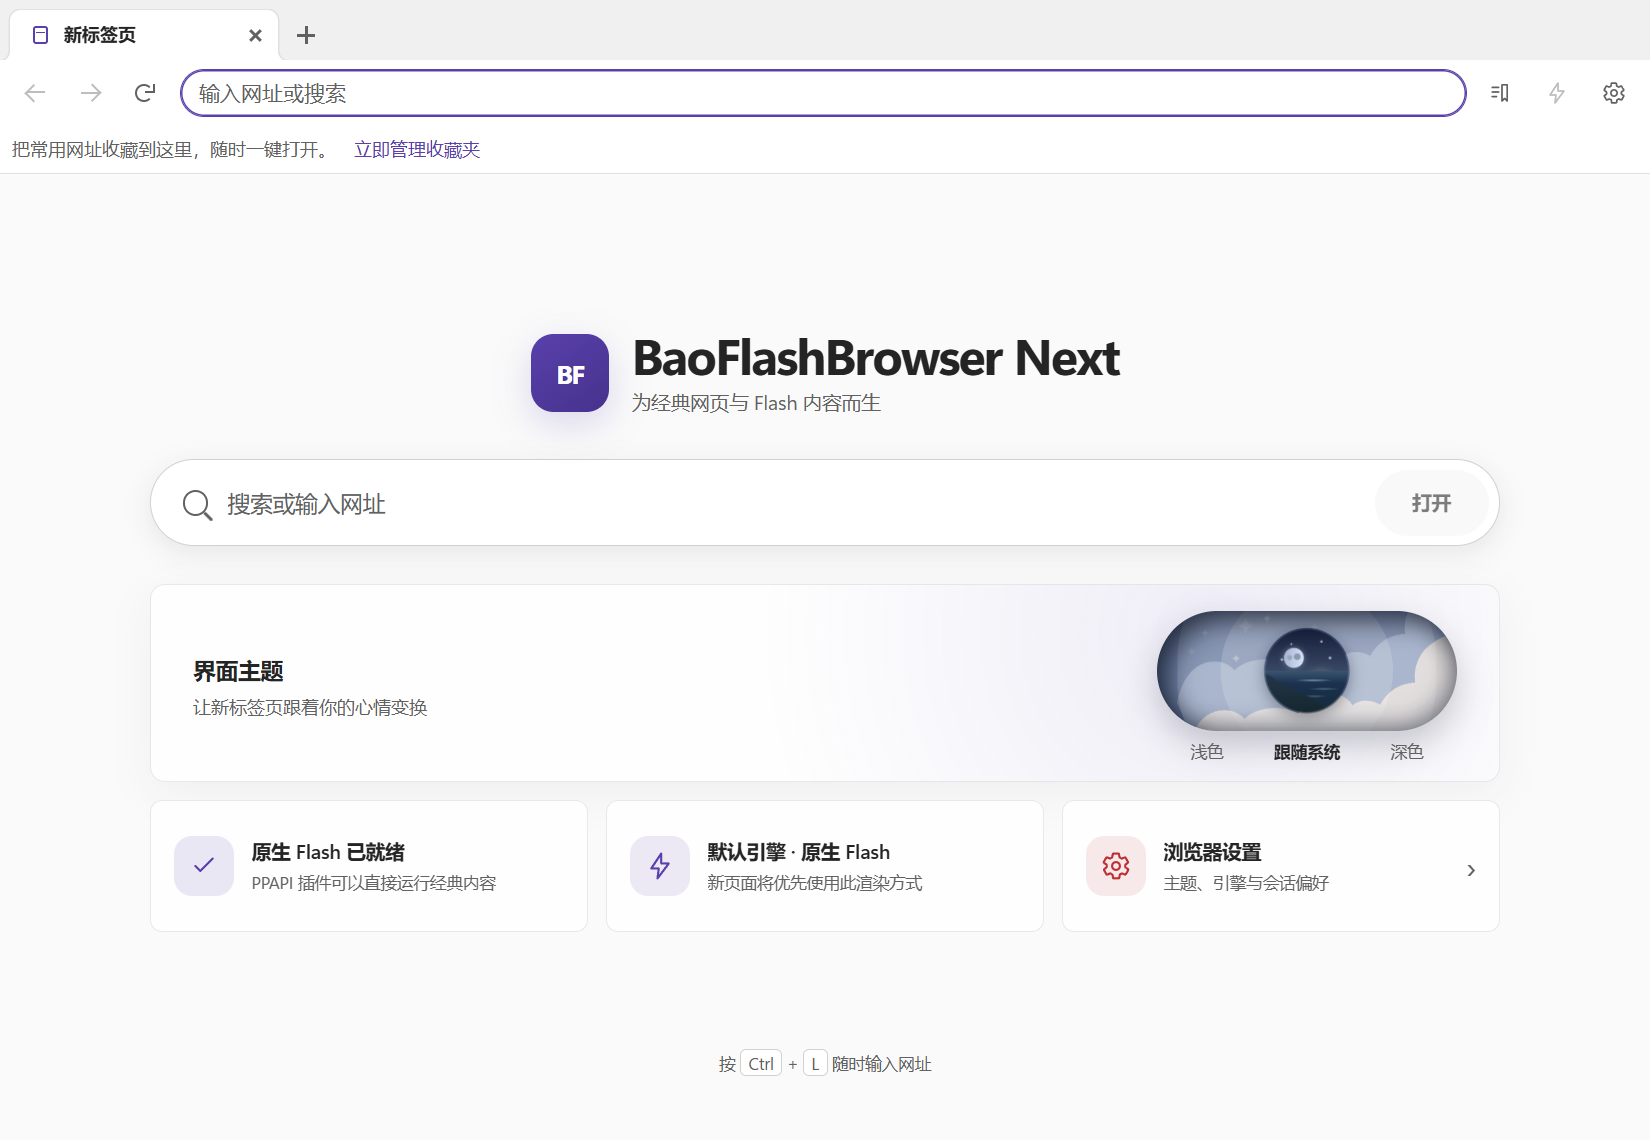 新标签页
输入网址或搜索
把常用网址收藏到这里，随时一键打开。 立即管理收藏夹
BF
BaoFlashBrowser Next
为经典网页与 Flash 内容而生
搜索或输入网址
打开
界面主题
让新标签页跟着你的心情变换
浅色 跟随系统 深色
原生 Flash 已就绪
PPAPI 插件可以直接运行经典内容
默认引擎 · 原生 Flash
新页面将优先使用此渲染方式
浏览器设置
主题、引擎与会话偏好
按 Ctrl + L 随时输入网址